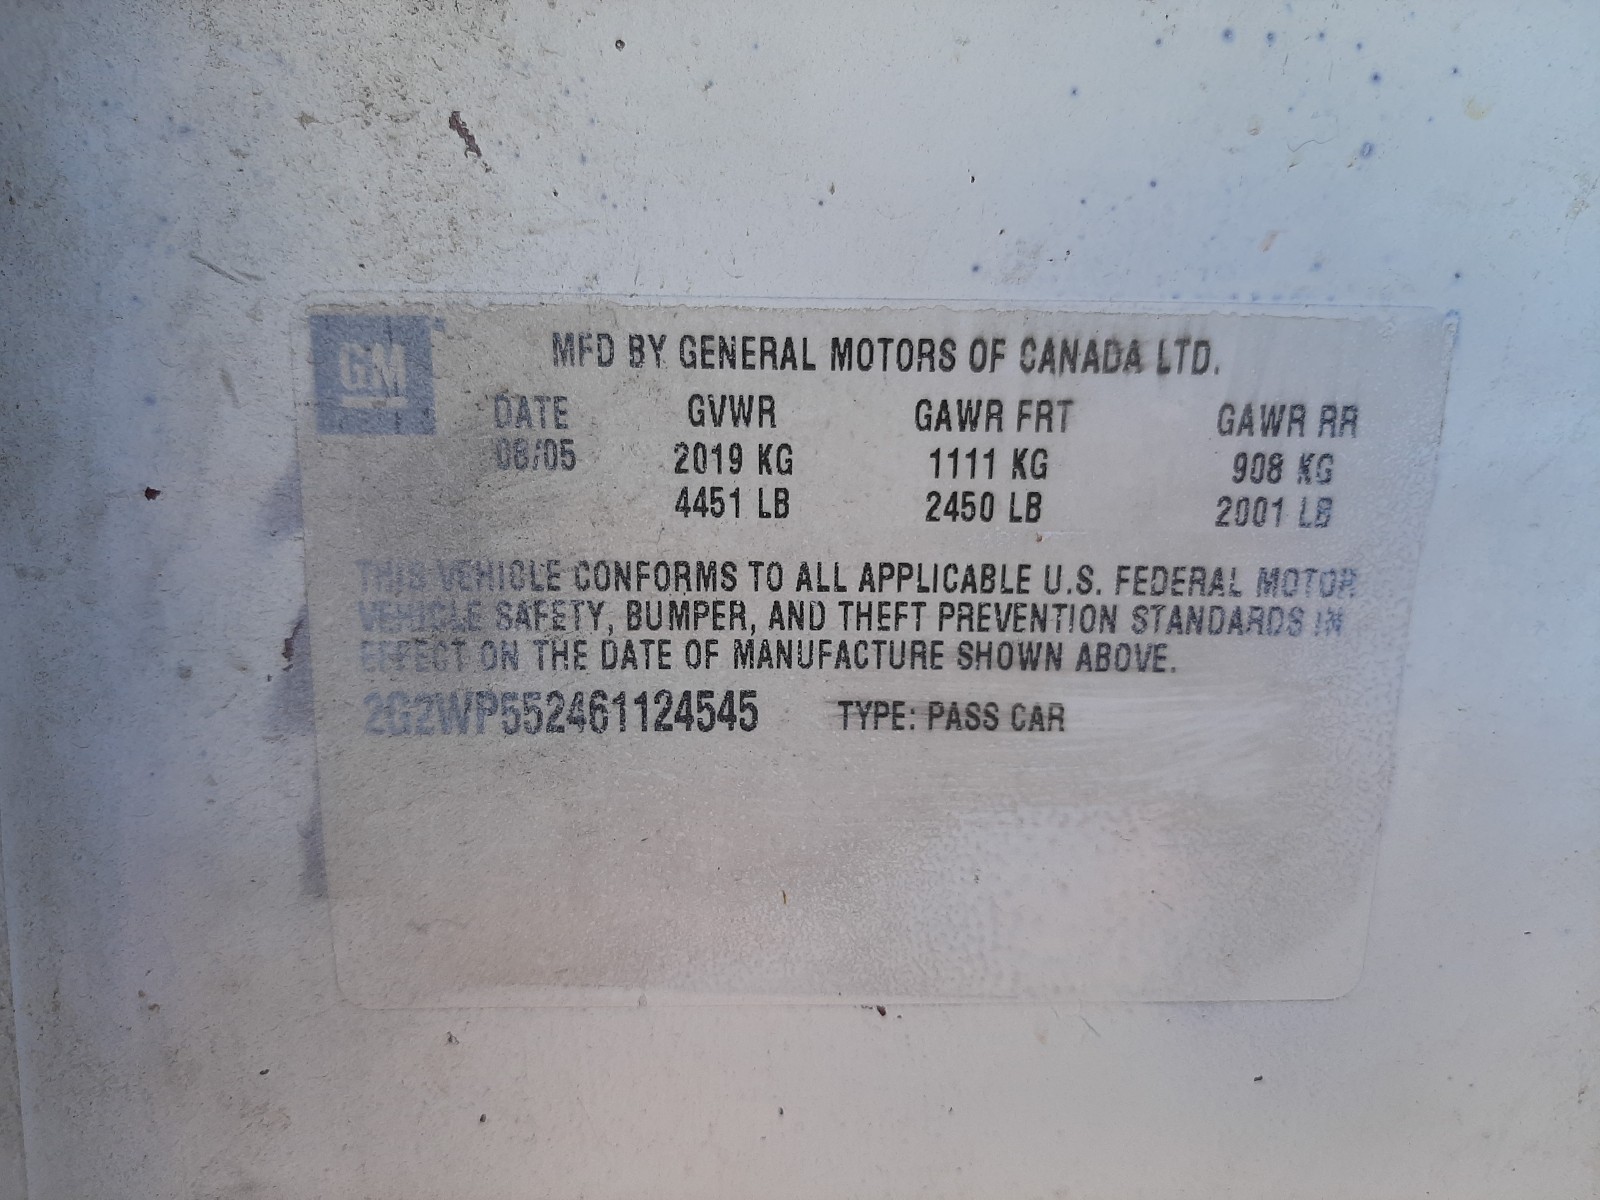 GM
MFD BY GENERAL MOTORS OF CANADA LTD.
DATE GVWR GAWR FRT GAWR RR
08/05 2019 KG 1111 KG 908 KG
4451 LB 2450 LB 2001 LB
THIS VEHICLE CONFORMS TO ALL APPLICABLE U.S. FEDERAL MOTOR
VEHICLE SAFETY, BUMPER, AND THEFT PREVENTION STANDARDS IN
EFFECT ON THE DATE OF MANUFACTURE SHOWN ABOVE.
2G2WP552461124545 TYPE: PASS CAR